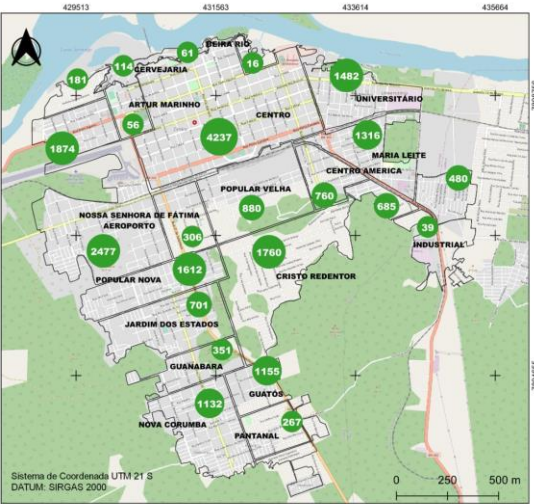 429513 431563 433614 435664
BEIRA RIO
61
114
CERVEJARIA
16
181
1482
UNIVERSITÁRIO
ARTUR MARINHO
56
CENTRO
4237
1316
1874
MARIA LEITE
CENTRO AMERICA
480
POPULAR VELHA
760
880
685
NOSSA SENHORA DE FÁTIMA
AEROPORTO
306
39
2477
INDUSTRIAL
1760
1612
CRISTO REDENTOR
POPULAR NOVA
701
JARDIM DOS ESTADOS
351
GUANABARA
1155
GUATÓS
1132
267
NOVA CORUMBA
PANTANAL
Sistema de Coordenada UTM 21 S
DATUM: SIRGAS 2000
0 250 500 m